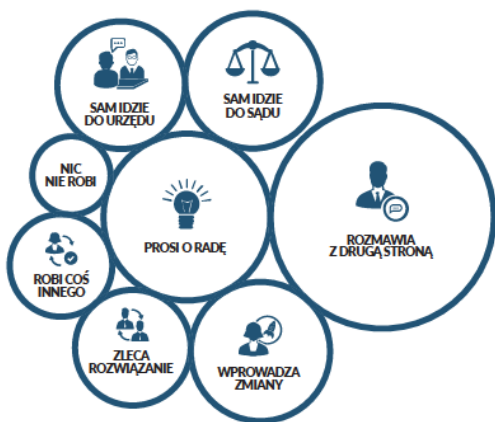 SAM IDZIE
DO URZĘDU
SAM IDZIE
DO SĄDU
NIC
NIE ROBI
PROSI O RADĘ
ROZMAWIA
Z DRUGĄ STRONĄ
ROBI COŚ
INNEGO
ZLECA
ROZWIĄZANIE
WPROWADZA
ZMIANY